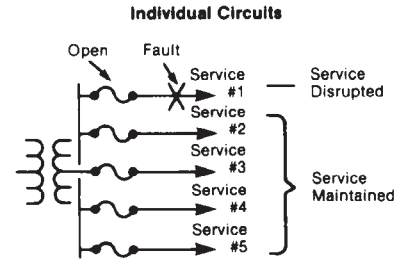 Individual Circuits
Open
Fault
Service
#1
Service
Disrupted
Service
#2
Service
#3
Service
#4
Service
#5
Service
Maintained